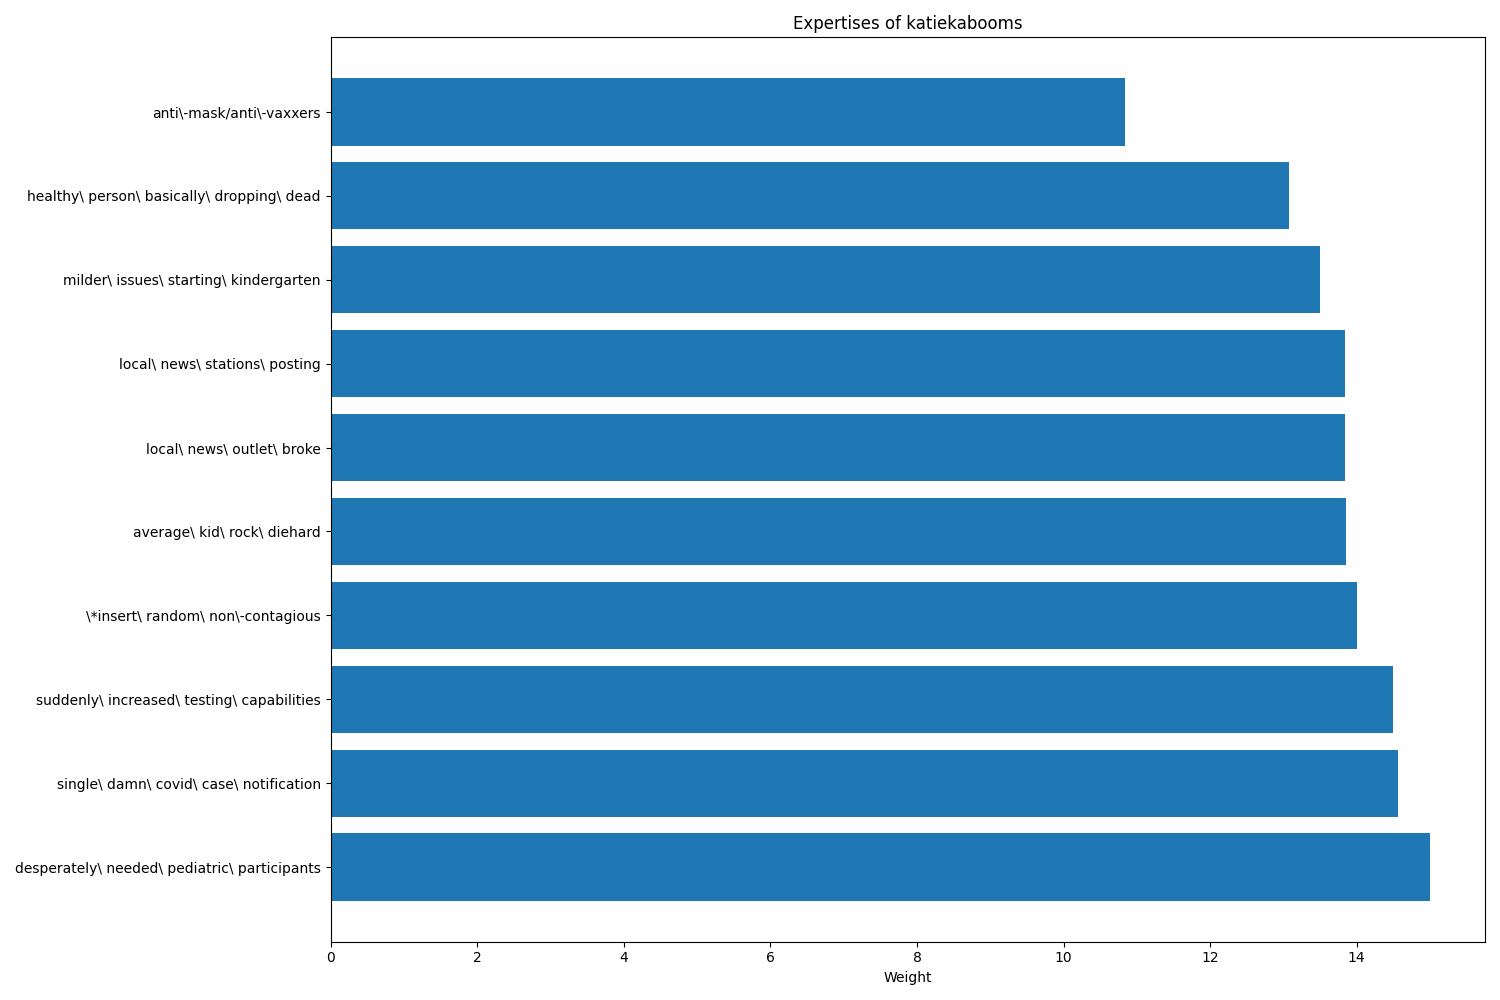 Expertises of katiekabooms
anti\-mask/anti\-vaxxers
healthy\ person\ basically\ dropping\ dead
milder\ issues\ starting\ kindergarten
local\ news\ stations\ posting
local\ news\ outlet\ broke
average\ kid\ rock\ diehard
\*insert\ random\ non\-contagious
suddenly\ increased\ testing\ capabilities
single\ damn\ covid\ case\ notification
desperately\ needed\ pediatric\ participants
0 2 4 6 8 10 12 14
Weight